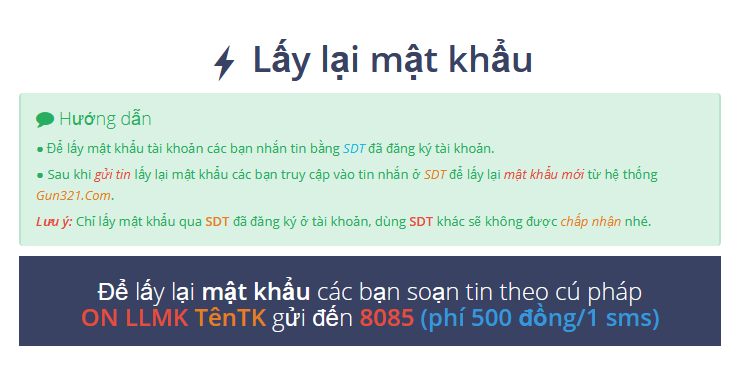 Lấy lại mật khẩu
Hướng dẫn
● Để lấy mật khẩu tài khoản các bạn nhắn tin bằng SDT đã đăng ký tài khoản.
● Sau khi gửi tin lấy lại mật khẩu các bạn truy cập vào tin nhắn ở SDT để lấy lại mật khẩu mới từ hệ thống
Gun321.Com.
Lưu ý: Chỉ lấy mật khẩu qua SDT đã đăng ký ở tài khoản, dùng SDT khác sẽ không được chấp nhận nhé.
Để lấy lại mật khẩu các bạn soạn tin theo cú pháp
ON LLMK TênTK gửi đến 8085 (phí 500 đồng/1 sms)